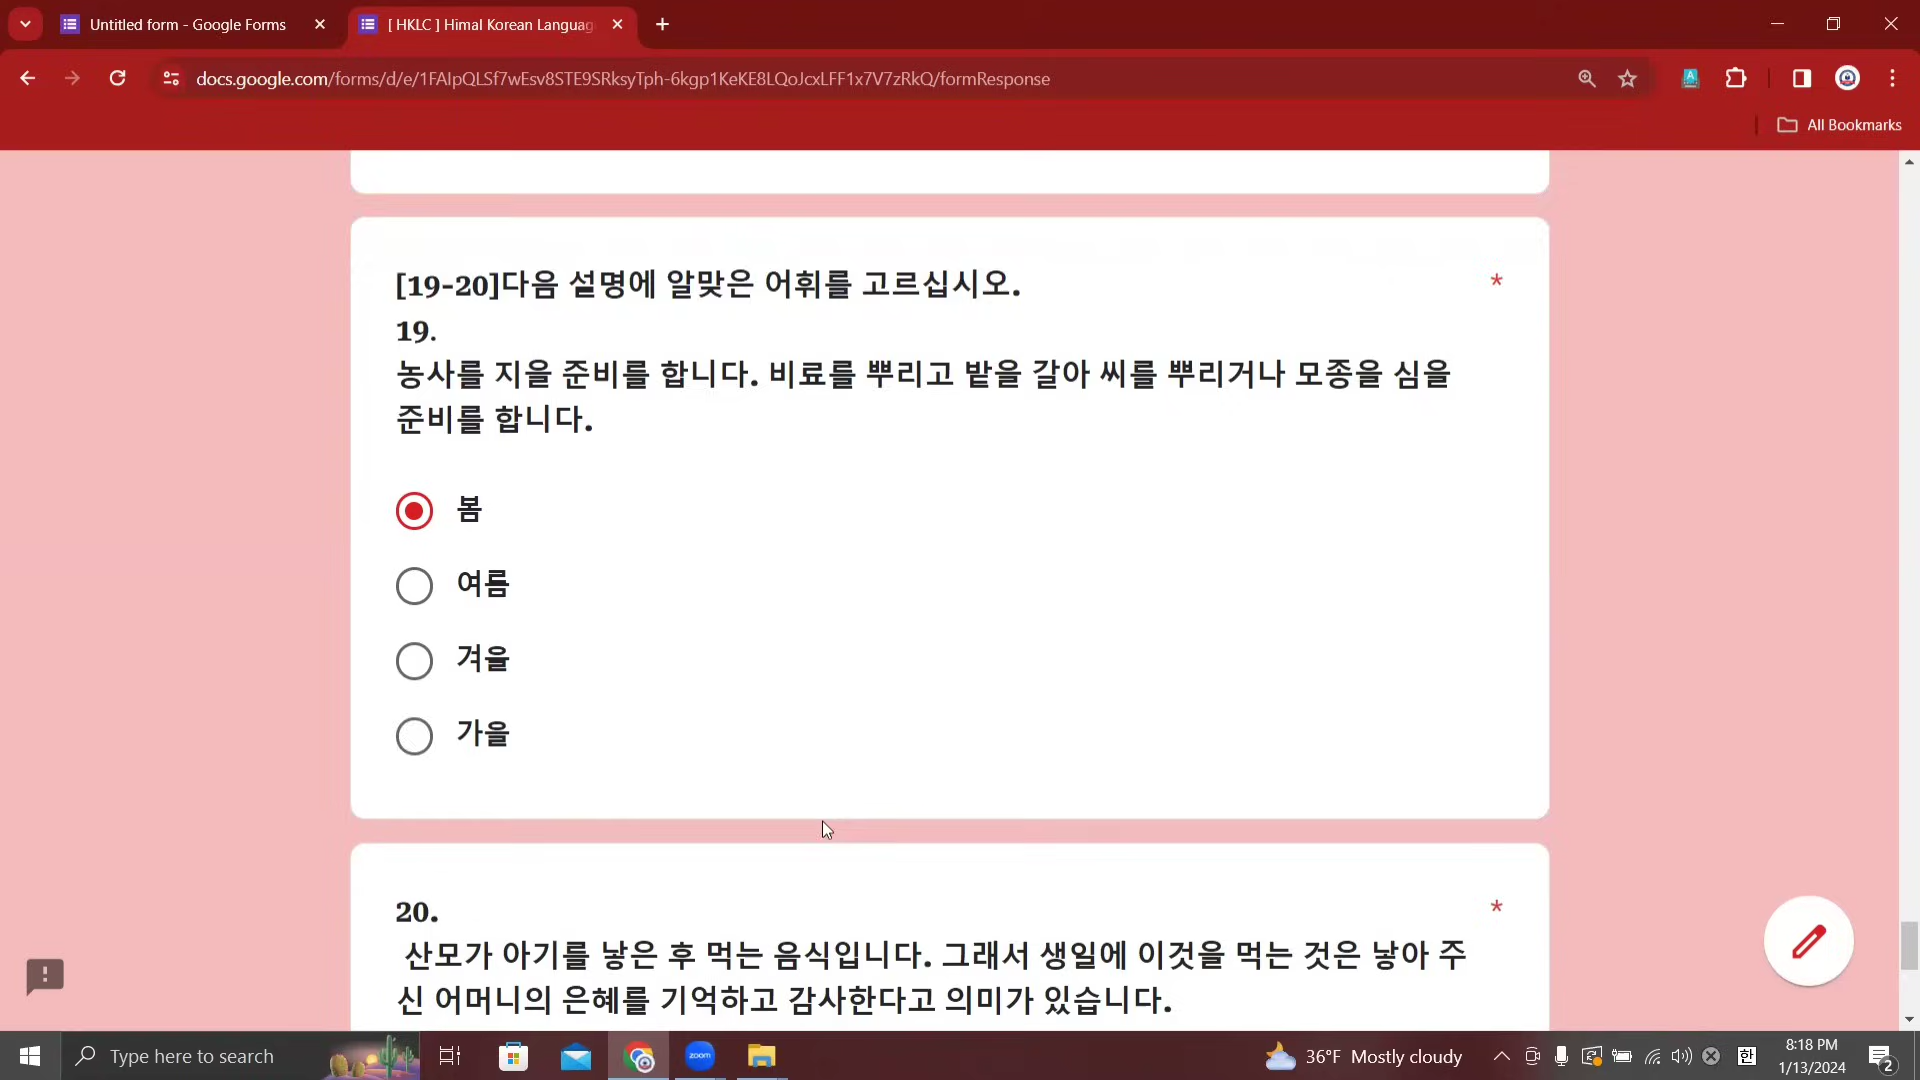 Untitled form - Google Forms
[ HKLC ] Himal Korean Languag
docs.google.com/forms/d/e/1FAIpQLSf7wEsv8STE9SRksyTph-6kgp1KeKE8LQoJcxLFF1x7V7zRkQ/formResponse
All Bookmarks
[19-20]다음 설명에 알맞은 어휘를 고르십시오. *
19.
농사를 지을 준비를 합니다. 비료를 뿌리고 밭을 갈아 씨를 뿌리거나 모종을 심을
준비를 합니다.
봄
여름
겨울
가을
20. *
산모가 아기를 낳은 후 먹는 음식입니다. 그래서 생일에 이것을 먹는 것은 낳아 주
신 어머니의 은혜를 기억하고 감사한다고 의미가 있습니다.
Type here to search
zoom
36°F Mostly cloudy
한
8:18 PM
1/13/2024
2